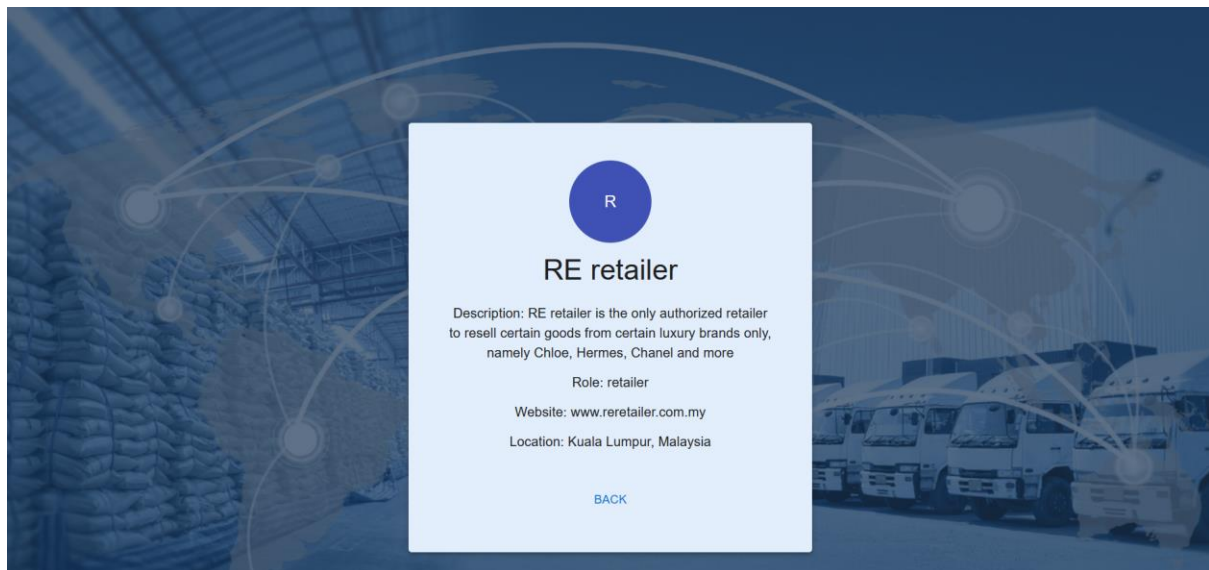 R
RE retailer
Description: RE retailer is the only authorized retailer
to resell certain goods from certain luxury brands only,
namely Chloe, Hermes, Chanel and more
Role: retailer
Website: www.reretailer.com.my
Location: Kuala Lumpur, Malaysia
BACK